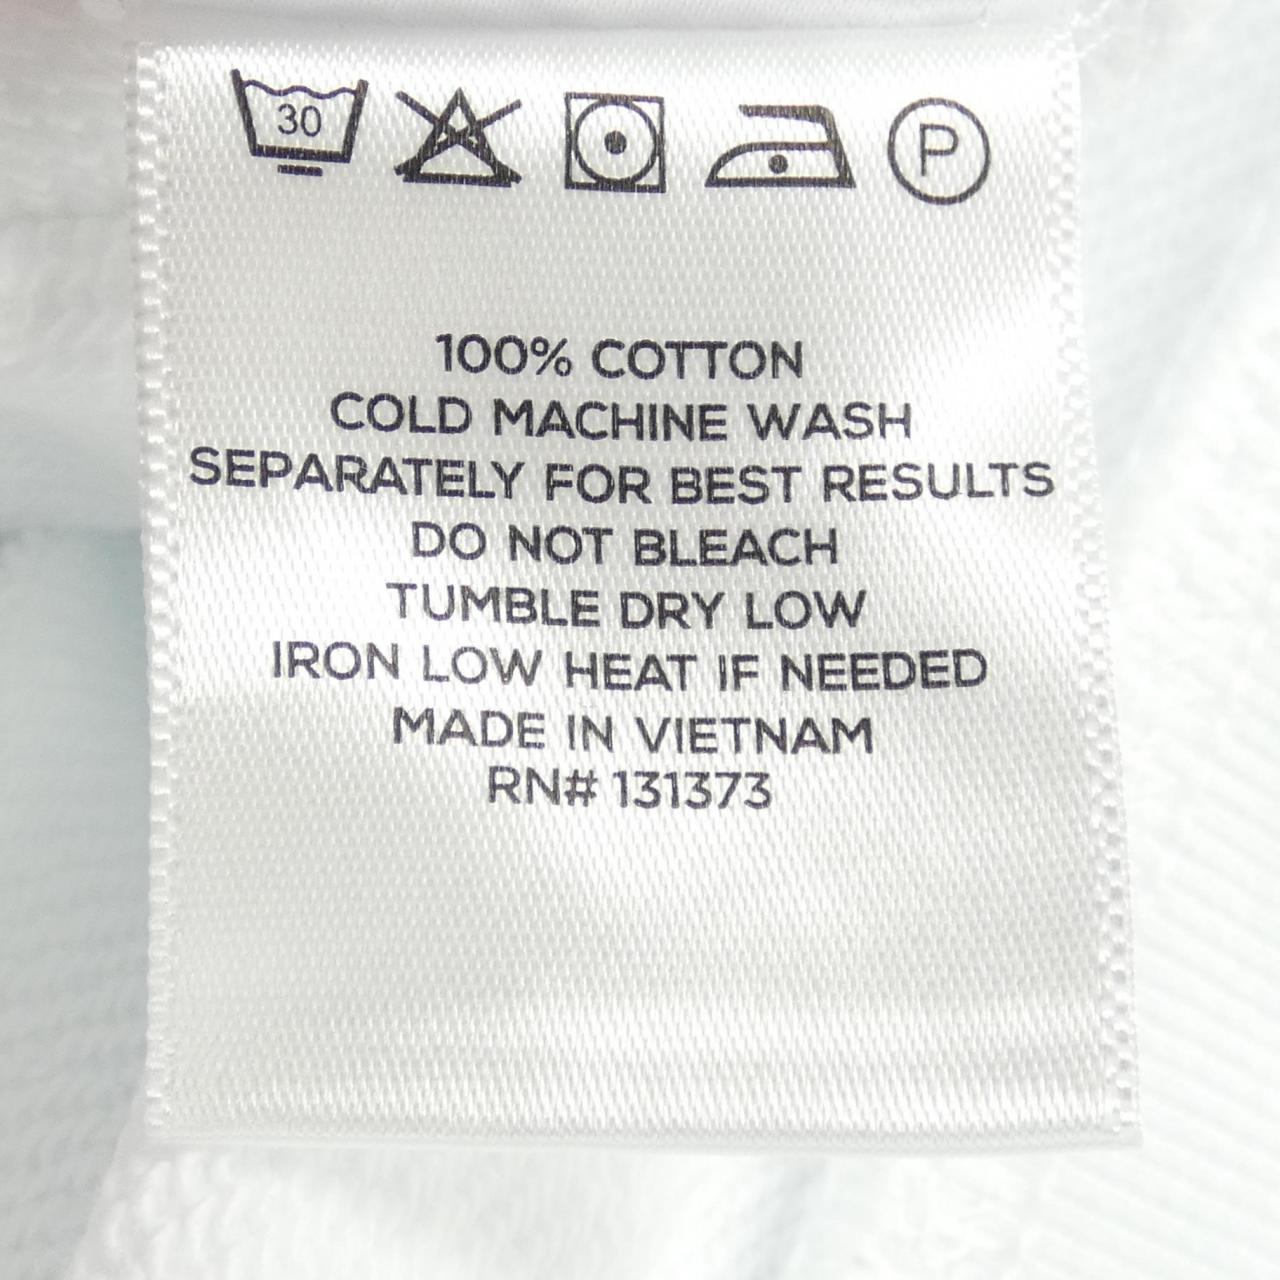 30
P
100% COTTON
COLD MACHINE WASH
SEPARATELY FOR BEST RESULTS
DO NOT BLEACH
TUMBLE DRY LOW
IRON LOW HEAT IF NEEDED
MADE IN VIETNAM
RN# 131373